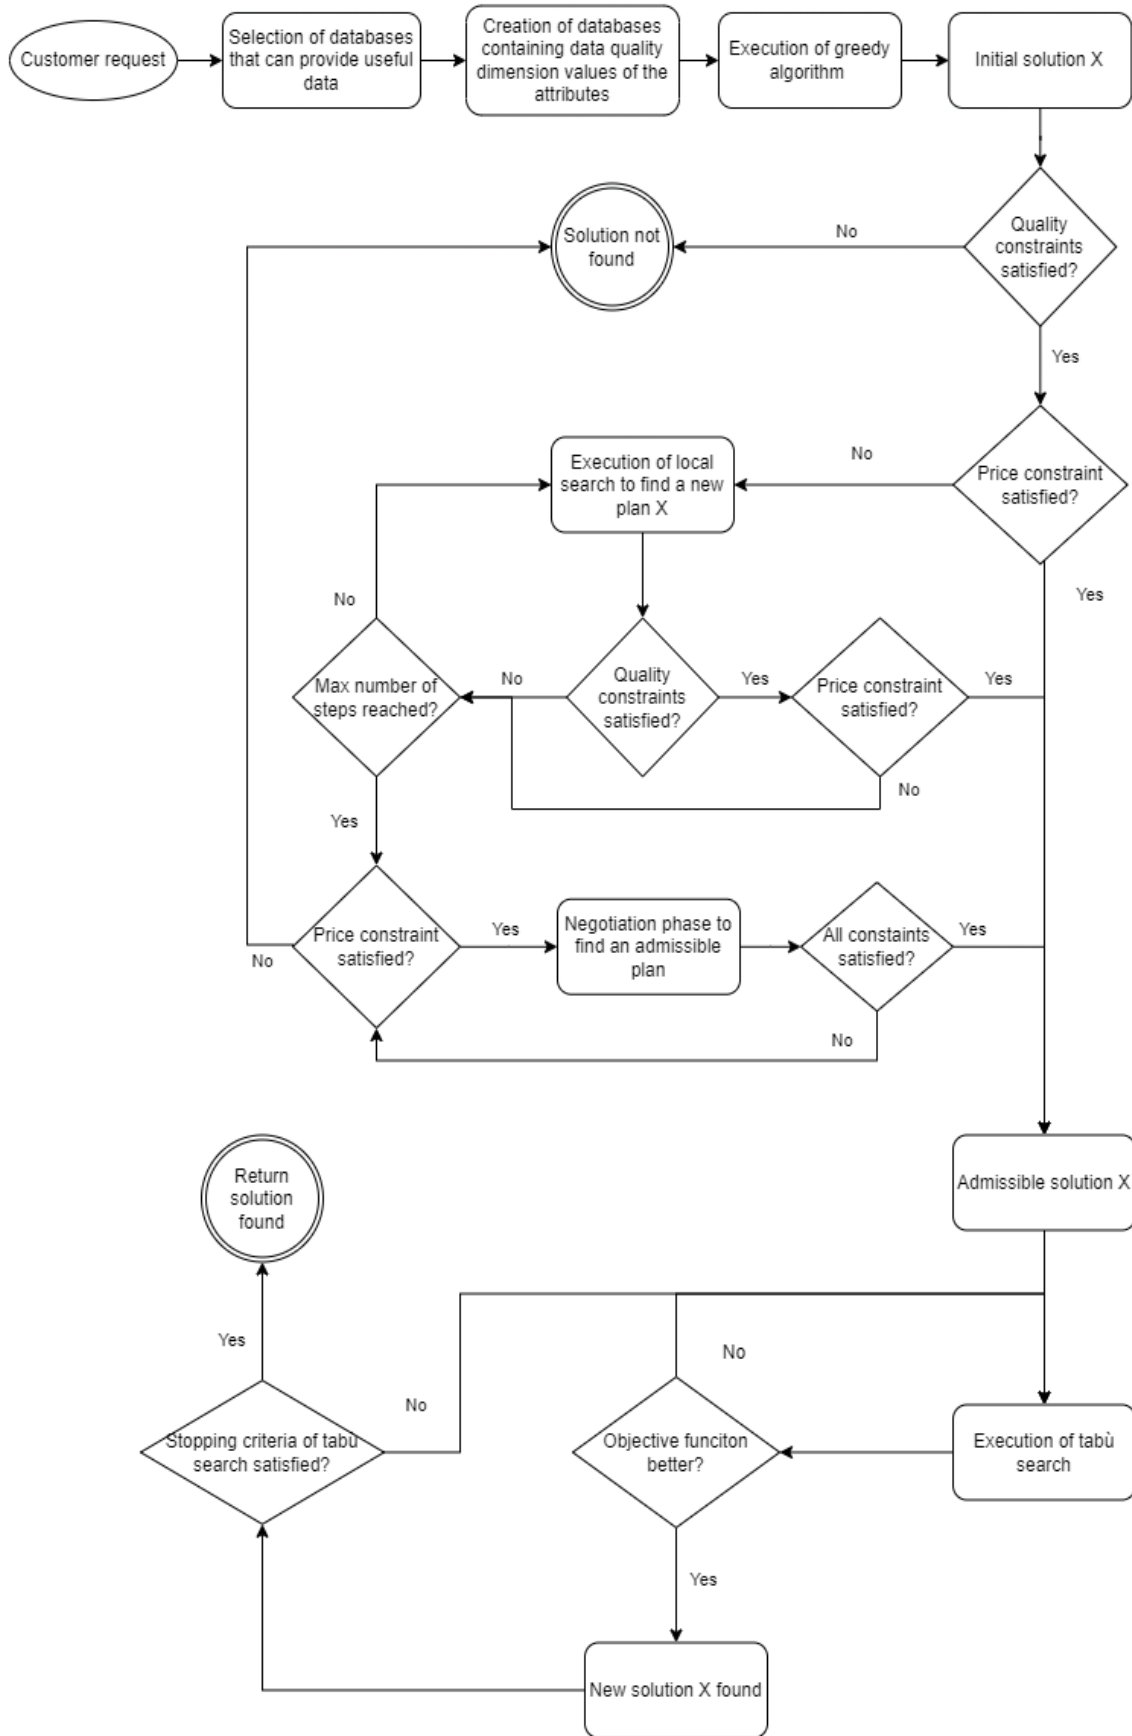 Customer request
Selection of databases
that can provide useful
data
Creation of databases
containing data quality
dimension values of the
attributes
Execution of greedy
algorithm
Initial solution X
Solution not
found
No
Quality
constraints
satisfied?
Yes
Execution of local
search to find a new
plan X
No
Price constraint
satisfied?
Yes
No
Max number of
steps reached?
No
Quality
constraints
satisfied?
Yes
Price constraint
satisfied?
Yes
No
Yes
Price constraint
satisfied?
No
Yes
Negotiation phase to
find an admissible
plan
All constaints
satisfied?
Yes
No
Return
solution
found
Admissible solution X
Yes
No
No
Stopping criteria of tabù
search satisfied?
Objective funciton
better?
Execution of tabù
search
Yes
New solution X found